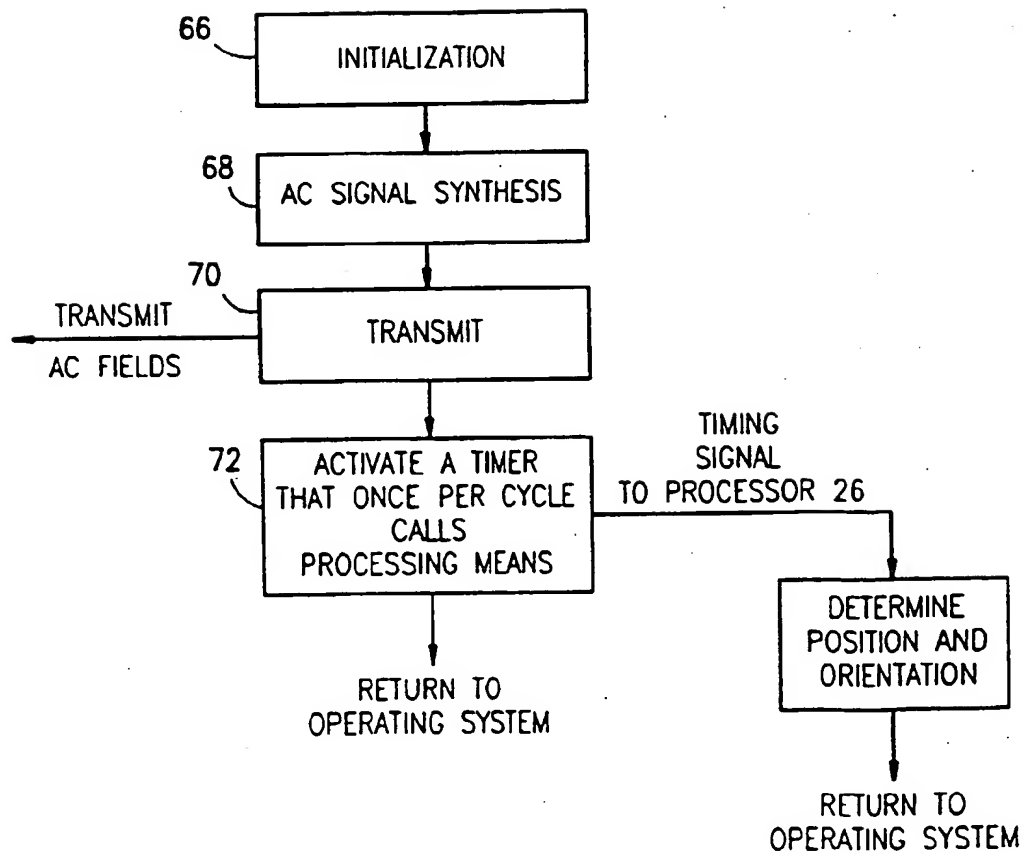 66
INITIALIZATION
68
AC SIGNAL SYNTHESIS
70
TRANSMIT
AC FIELDS
TRANSMIT
72
ACTIVATE A TIMER
THAT ONCE PER CYCLE
CALLS
PROCESSING MEANS
TIMING
SIGNAL
TO PROCESSOR 26
RETURN TO
OPERATING SYSTEM
DETERMINE
POSITION AND
ORIENTATION
RETURN TO
OPERATING SYSTEM